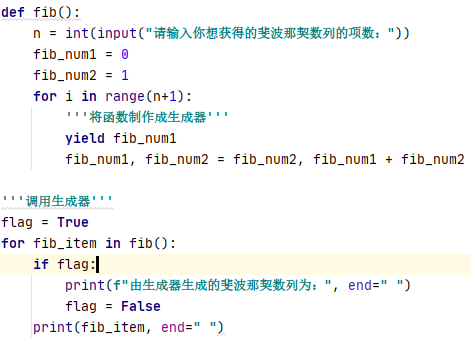 def fib():
    n = int(input("请输入你想获得的斐波那契数列的项数："))
    fib_num1 = 0
    fib_num2 = 1
    for i in range(n+1):
        '''将函数制作成生成器'''
        yield fib_num1
        fib_num1, fib_num2 = fib_num2, fib_num1 + fib_num2

'''调用生成器'''
flag = True
for fib_item in fib():
    if flag:
        print(f"由生成器生成的斐波那契数列为：", end=" ")
        flag = False
    print(fib_item, end=" ")